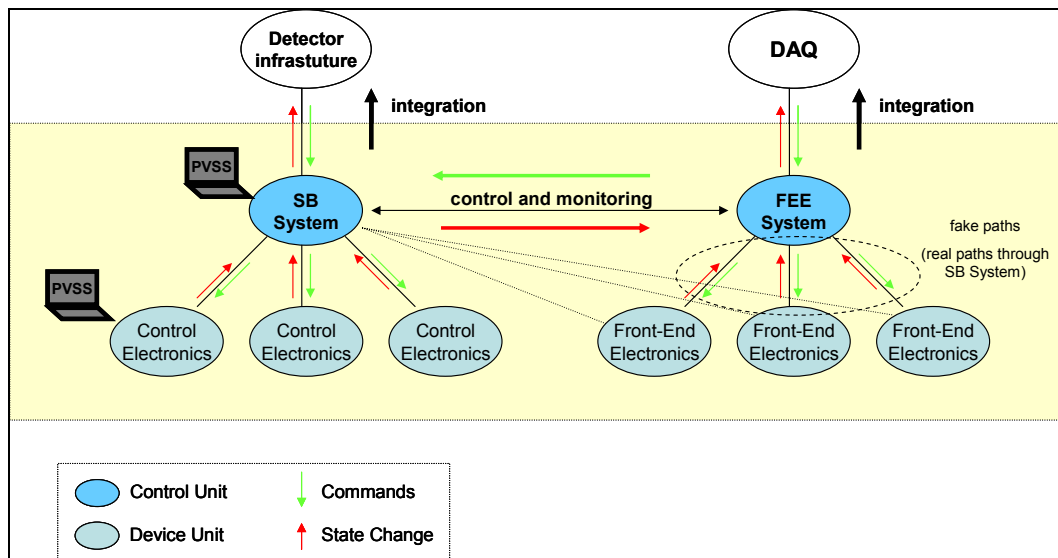 Detector
infrastuture
DAQ
integration
integration
PVSS
SB
System
control and monitoring
FEE
System
fake paths
(real paths through
SB System)
PVSS
Control
Electronics
Control
Electronics
Control
Electronics
Front-End
Electronics
Front-End
Electronics
Front-End
Electronics
Control Unit
Commands
Device Unit
State Change